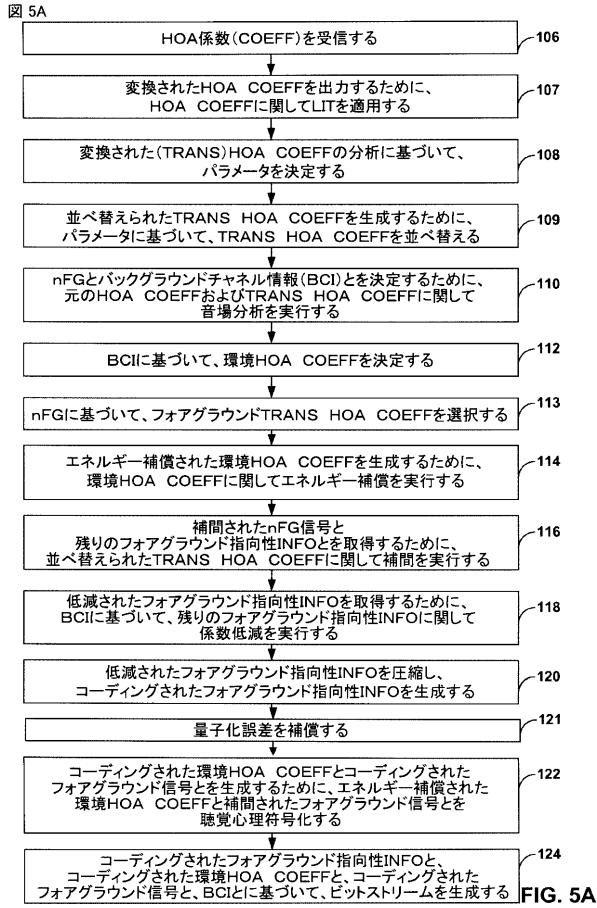 図 5A
HOA係数(COEFF)を受信する
106
変換されたHOA COEFFを出力するために、
HOA COEFFに関してLITを適用する
107
変換された(TRANS)HOA COEFFの分析に基づいて、
パラメータを決定する
108
並べ替えられたTRANS HOA COEFFを生成するために、
パラメータに基づいて、TRANS HOA COEFFを並べ替える
109
nFGとバックグラウンドチャネル情報(BCI)とを決定するために、
元のHOA COEFFおよびTRANS HOA COEFFに関して
音場分析を実行する
110
BCIに基づいて、環境HOA COEFFを決定する
112
nFGに基づいて、フォアグラウンドTRANS HOA COEFFを選択する
113
エネルギー補償された環境HOA COEFFを生成するために、
環境HOA COEFFに関してエネルギー補償を実行する
114
補間されたnFG信号と
残りのフォアグラウンド指向性INFOとを取得するために、
並べ替えられたTRANS HOA COEFFに関して補間を実行する
116
低減されたフォアグラウンド指向性INFOを取得するために、
BCIに基づいて、残りのフォアグラウンド指向性INFOに関して
係数低減を実行する
118
低減されたフォアグラウンド指向性INFOを圧縮し、
コーディングされたフォアグラウンド指向性INFOを生成する
120
量子化誤差を補償する
121
コーディングされた環境HOA COEFFとコーディングされた
フォアグラウンド信号とを生成するために、エネルギー補償された
環境HOA COEFFと補間されたフォアグラウンド信号とを
聴覚心理符号化する
122
コーディングされたフォアグラウンド指向性INFOと、
コーディングされた環境HOA COEFFと、コーディングされた
フォアグラウンド信号と、BCIとに基づいて、ビットストリームを生成する
124
FIG. 5A